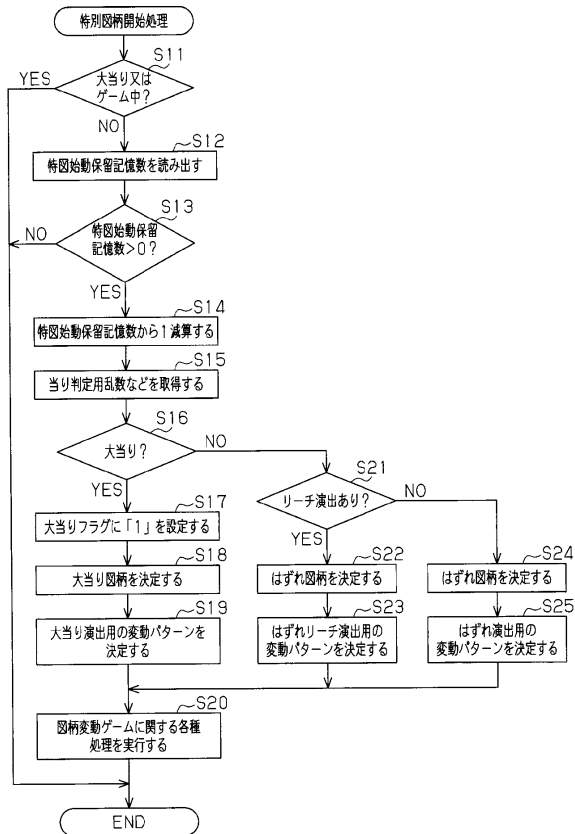 特別図柄開始処理
S11
大当り又は
ゲーム中？
YES
NO
S12
特図始動保留記憶数を読み出す
S13
特図始動保留
記憶数＞0？
NO
YES
S14
特図始動保留記憶数から1減算する
S15
当り判定用乱数などを取得する
S16
大当り？
NO
YES
S21
リーチ演出あり？
NO
YES
S17
大当りフラグに「1」を設定する
S18
大当り図柄を決定する
S19
大当り演出用の変動パターンを
決定する
S22
はずれ図柄を決定する
S23
はずれリーチ演出用の
変動パターンを決定する
S24
はずれ図柄を決定する
S25
はずれ演出用の
変動パターンを決定する
S20
図柄変動ゲームに関する各種
処理を実行する
END